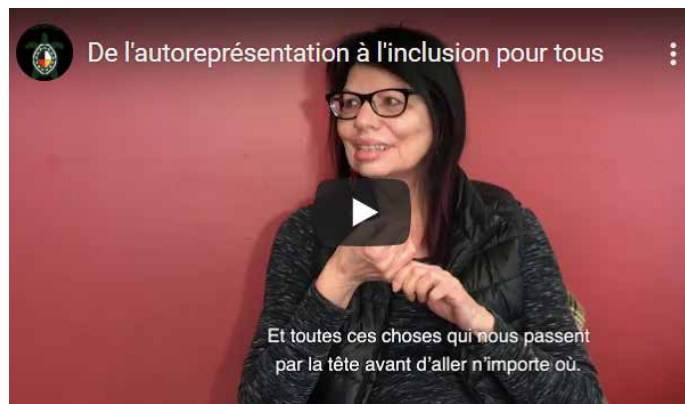 De l'autoreprésentation à l'inclusion pour tous
Et toutes ces choses qui nous passent
par la tête avant d'aller n'importe où.